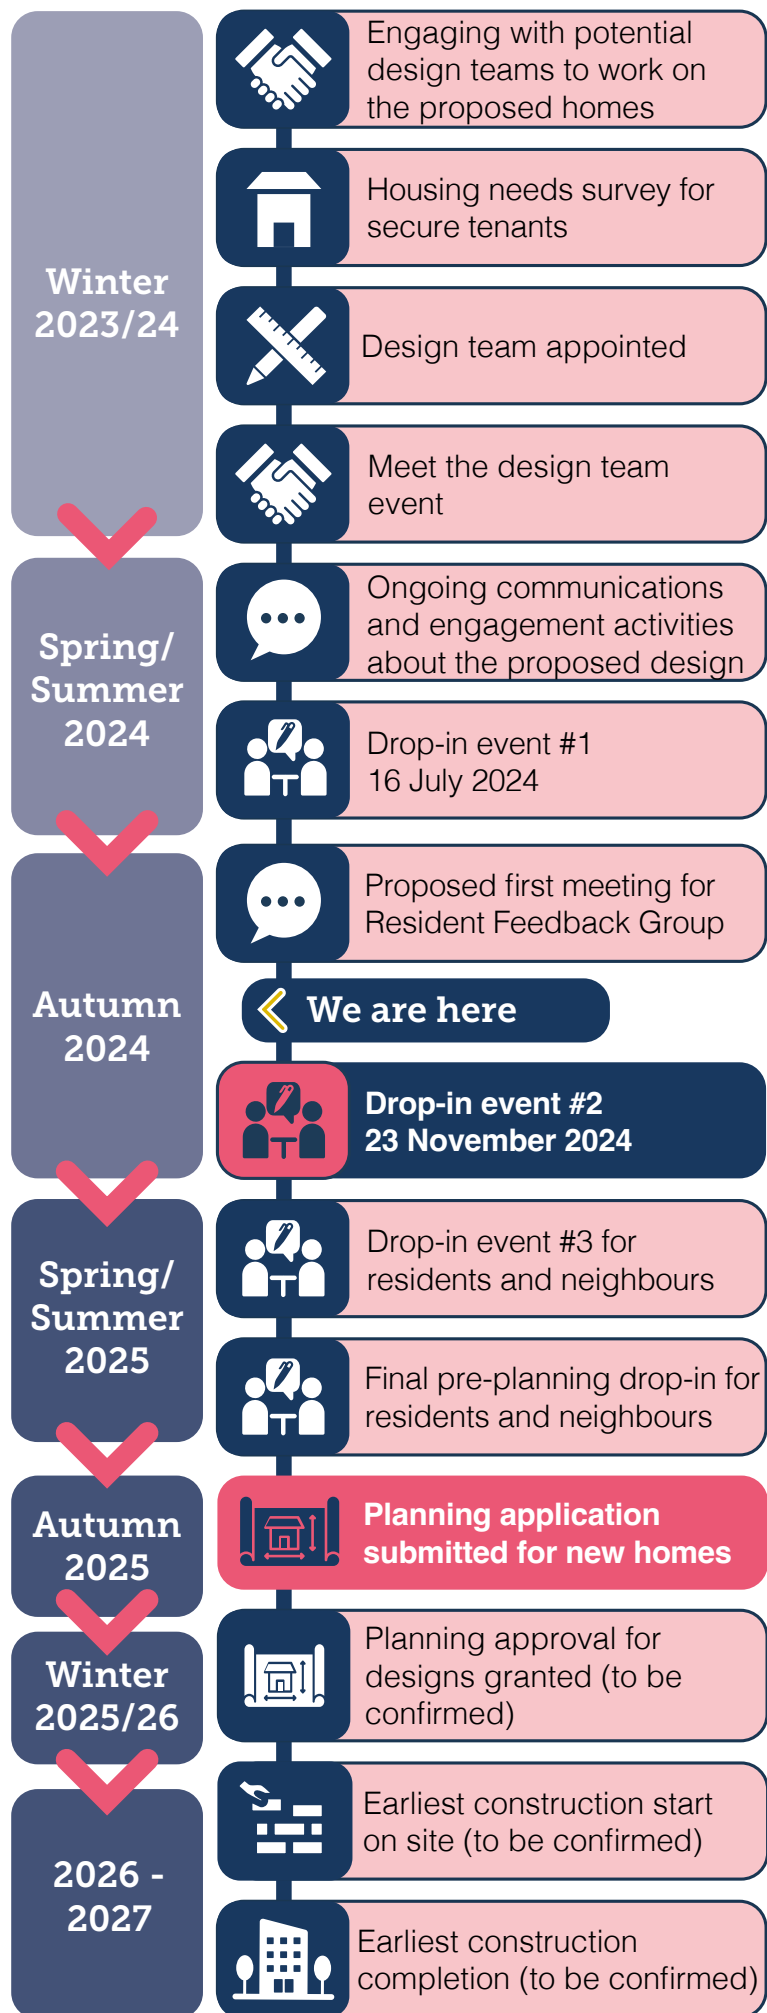 Winter
2023/24
Engaging with potential
design teams to work on
the proposed homes
Housing needs survey for
secure tenants
Design team appointed
Meet the design team
event
Spring/
Summer
2024
Ongoing communications
and engagement activities
about the proposed design
Drop-in event #1
16 July 2024
Autumn
2024
Proposed first meeting for
Resident Feedback Group
We are here
Drop-in event #2
23 November 2024
Spring/
Summer
2025
Drop-in event #3 for
residents and neighbours
Final pre-planning drop-in for
residents and neighbours
Autumn
2025
Planning application
submitted for new homes
Winter
2025/26
Planning approval for
designs granted (to be
confirmed)
2026 -
2027
Earliest construction start
on site (to be confirmed)
Earliest construction
completion (to be confirmed)